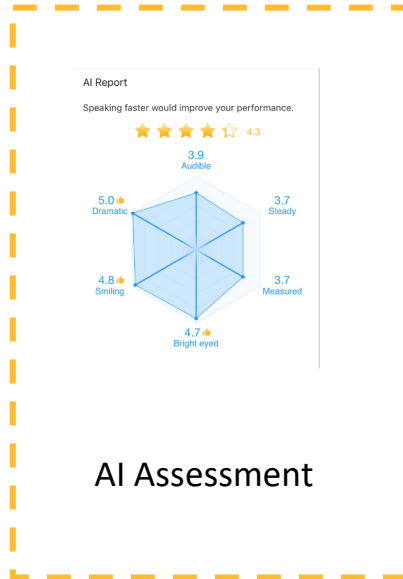 AI Report
Speaking faster would improve your performance.
4.3
3.9
Audible
5.0
Dramatic
3.7
Steady
4.8
Smiling
3.7
Measured
4.7
Bright eyed
AI Assessment